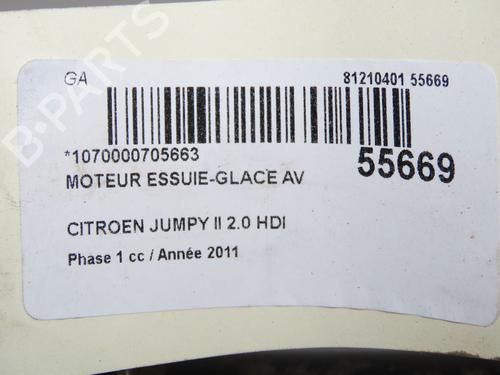 GA
81210401 55669
*1070000705663
55669
MOTEUR ESSUIE-GLACE AV
CITROEN JUMPY II 2.0 HDI
Phase 1 cc / Année 2011
B-PARTS